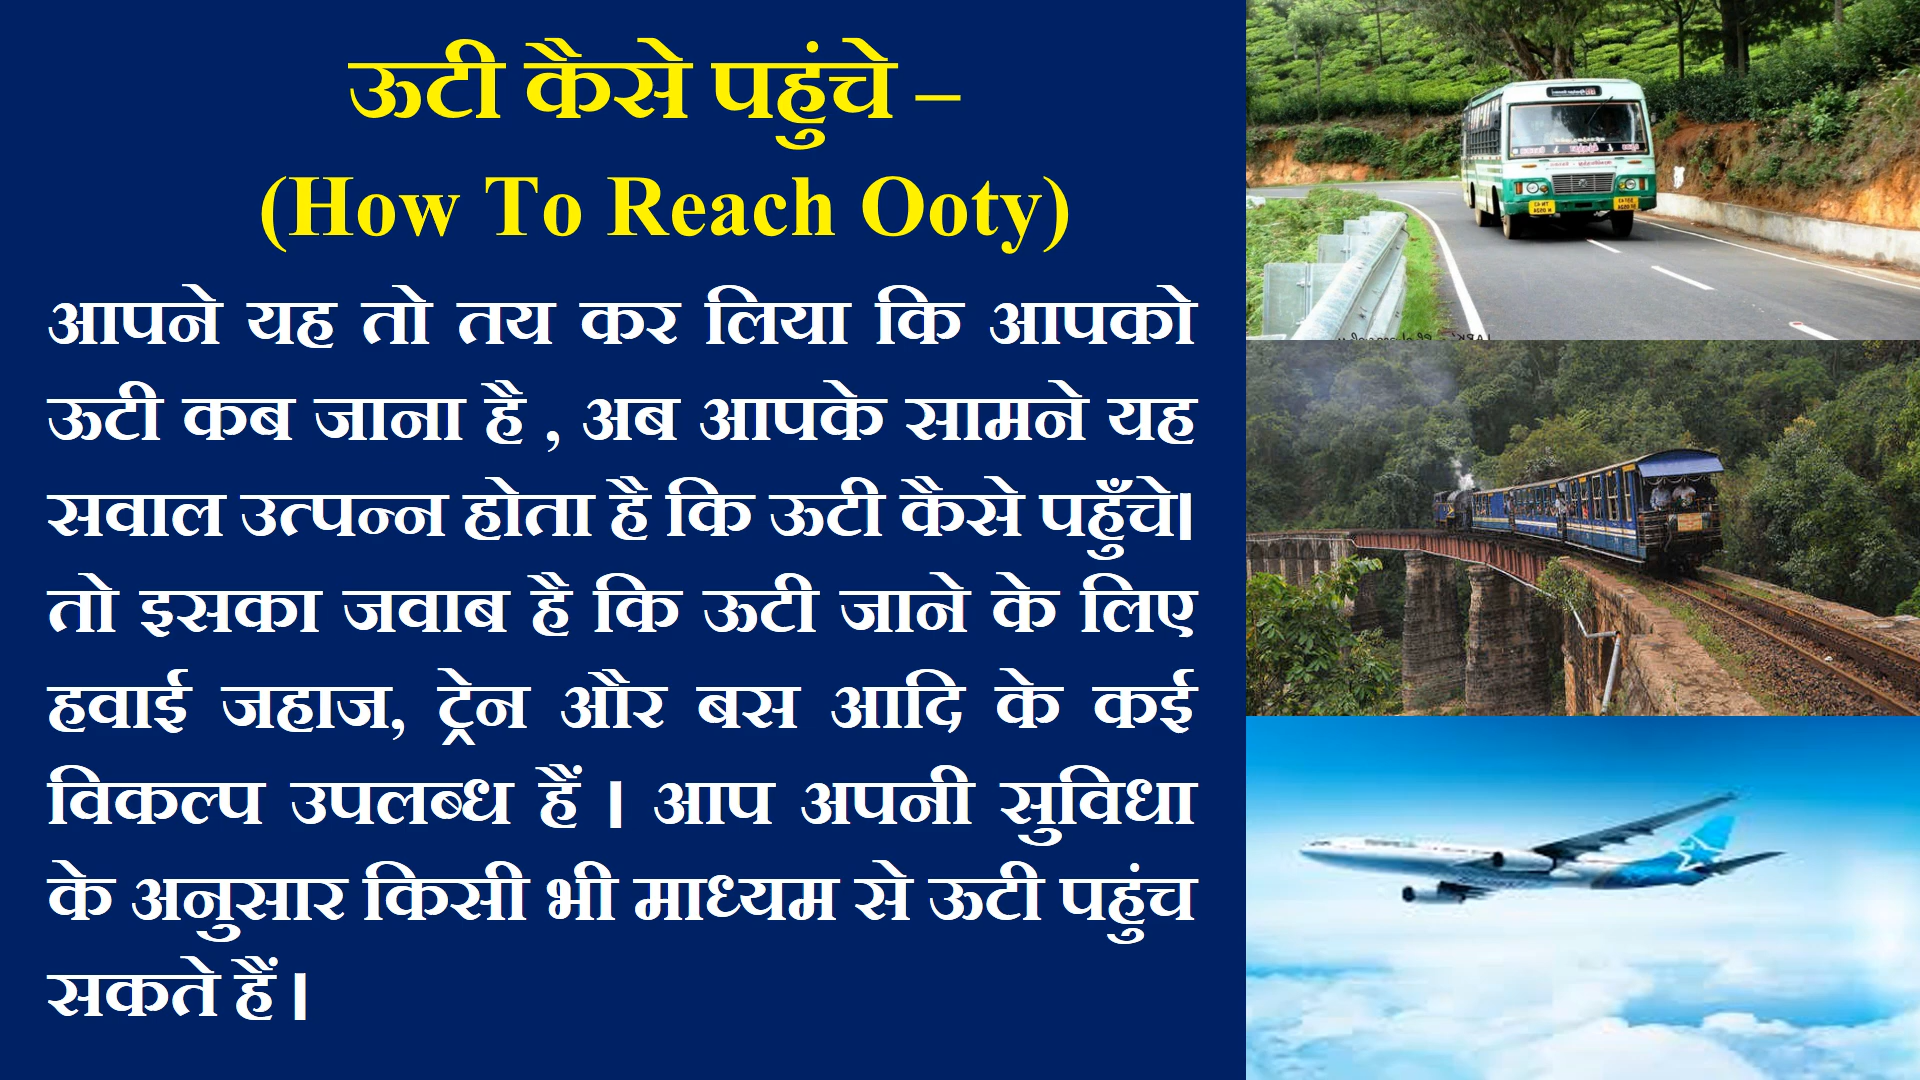 ऊटी कैसे पहुंचे –
(How To Reach Ooty)
आपने यह तो तय कर लिया कि आपको
ऊटी कब जाना है , अब आपके सामने यह
सवाल उत्पन्न होता है कि ऊटी कैसे पहुँचे।
तो इसका जवाब है कि ऊटी जाने के लिए
हवाई जहाज, ट्रेन और बस आदि के कई
विकल्प उपलब्ध हैं । आप अपनी सुविधा
के अनुसार किसी भी माध्यम से ऊटी पहुंच
सकते हैं ।